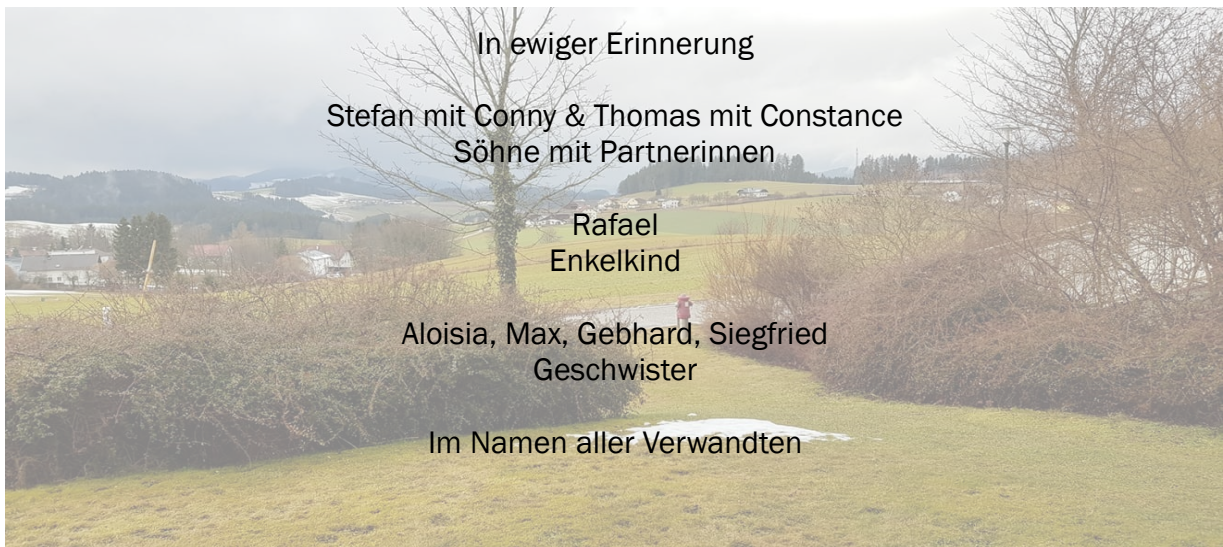 In ewiger Erinnerung
Stefan mit Conny & Thomas mit Constance
Söhne mit Partnerinnen
Rafael
Enkelkind
Aloisia, Max, Gebhard, Siegfried
Geschwister
Im Namen aller Verwandten